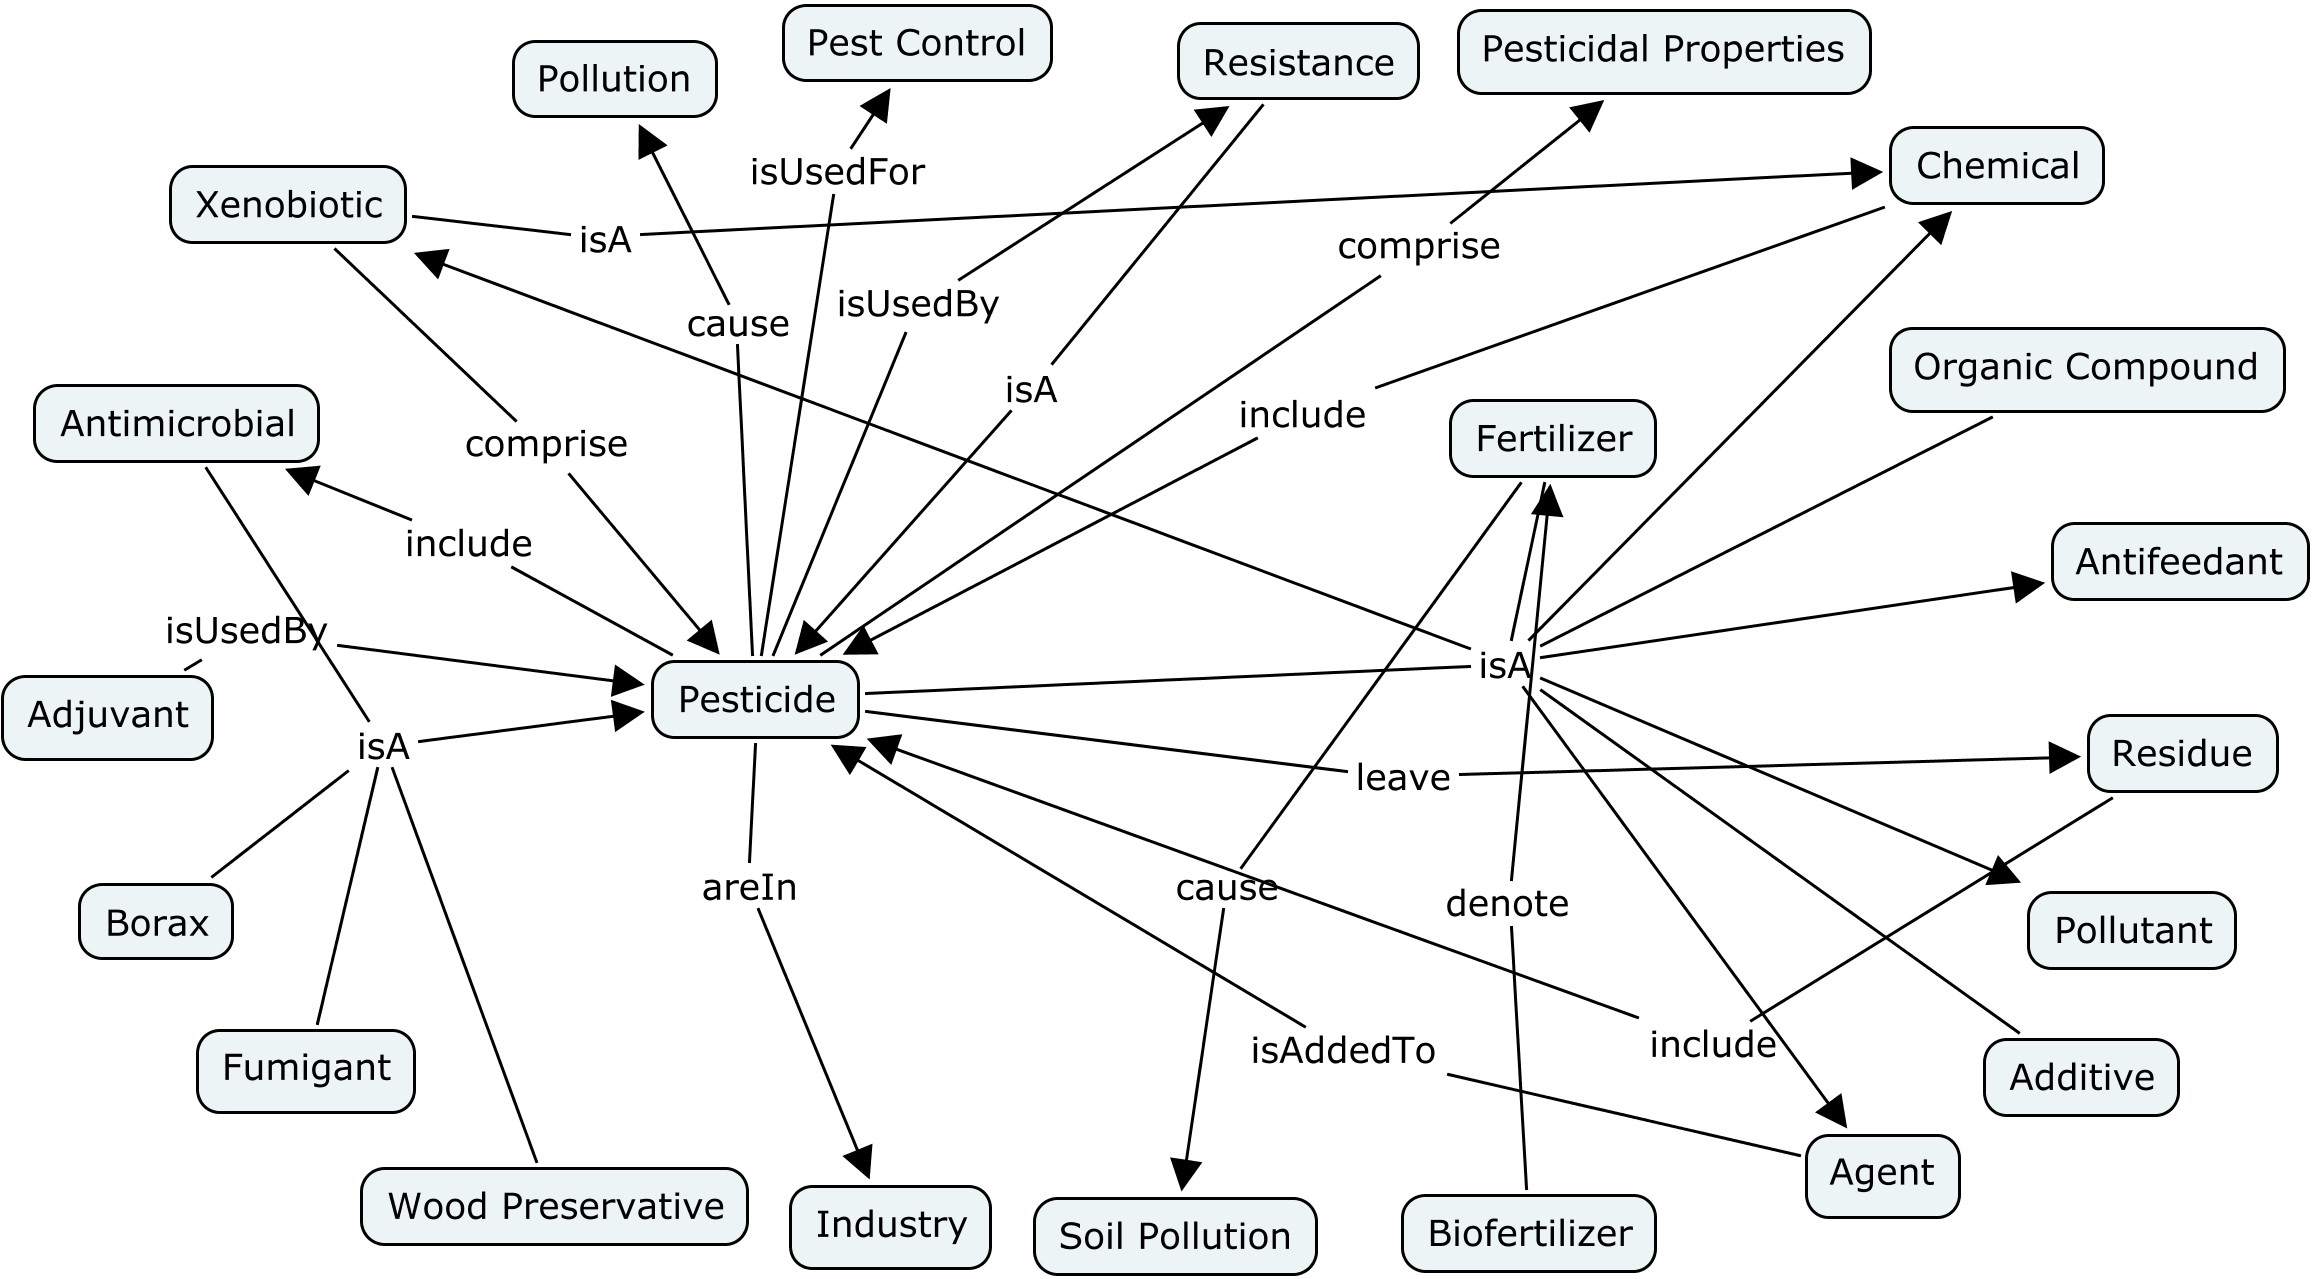 Pest Control
Pesticidal Properties
Resistance
Pollution
Chemical
isUsedFor
Xenobiotic
isA
comprise
isUsedBy
cause
Organic Compound
isA
include
Antimicrobial
Fertilizer
comprise
include
Antifeedant
isUsedBy
isA
Pesticide
Adjuvant
isA
Residue
leave
areIn
cause
denote
Borax
Pollutant
isAddedTo
include
Fumigant
Additive
Agent
Wood Preservative
Industry
Soil Pollution
Biofertilizer